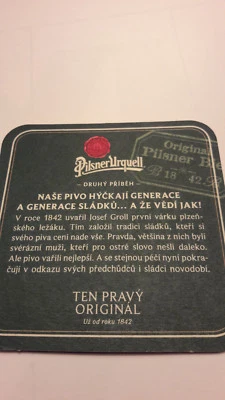 Pilsner Urquell
Original
Pilsner Bie
18 42
DRUHÝ PŘÍBĚH
NAŠE PIVO HÝČKAJÍ GENERACE
A GENERACE SLÁDKŮ... A ŽE VĚDÍ JAK!
V roce 1842 uvařil Josef Groll první várku plzeň-
ského ležáku. Tím založil tradici sládků, kteří si
svého piva cení nade vše. Pravda, většina z nich byli
svérázní muži, kteří pro ostré slovo nešli daleko.
Ale pivo vařili nejlepší. A se stejnou péčí nyní pokra-
čují v odkazu svých předchůdců i sládci novodobí.
TEN PRAVÝ
ORIGINÁL
Už od roku 1842